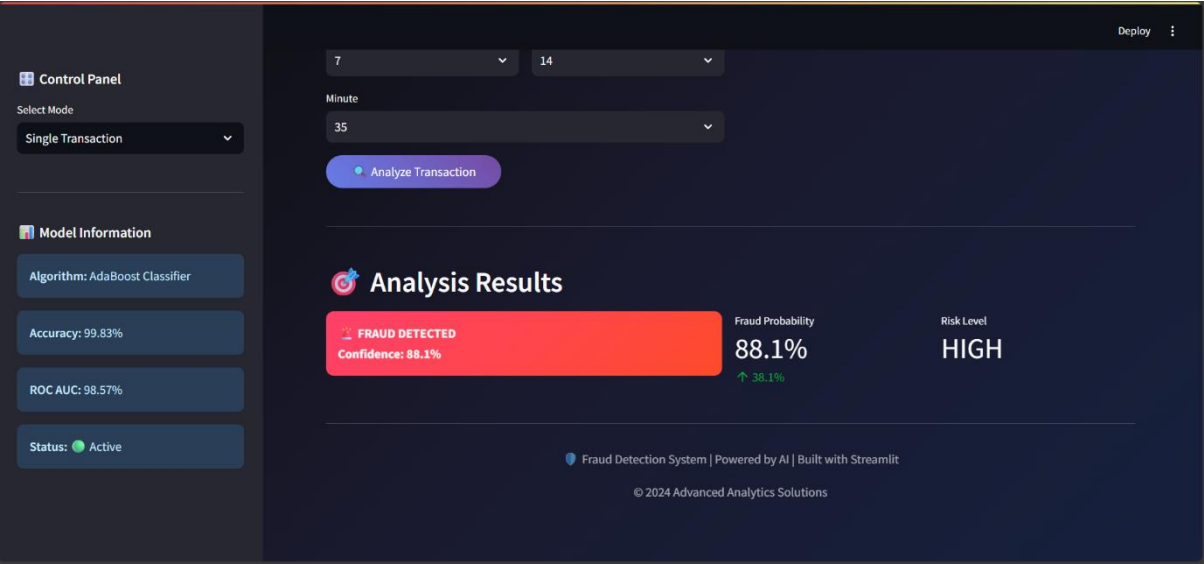 Deploy
Control Panel
Select Mode
Single Transaction
Model Information
Algorithm: AdaBoost Classifier
Accuracy: 99.83%
ROC AUC: 98.57%
Status: Active
7 14
Minute
35
Analyze Transaction
Analysis Results
FRAUD DETECTED
Confidence: 88.1%
Fraud Probability
88.1%
↑ 38.1%
Risk Level
HIGH
Fraud Detection System | Powered by AI | Built with Streamlit
© 2024 Advanced Analytics Solutions